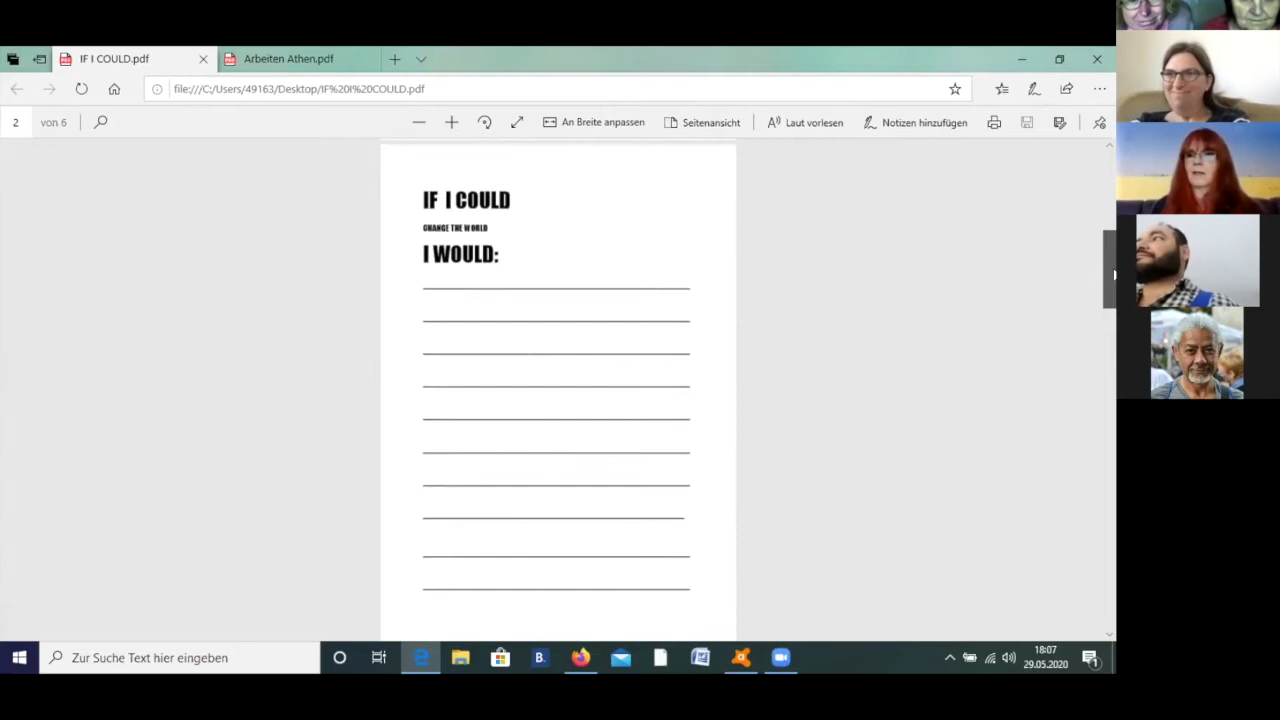 IF I COULD.pdf
Arbeiten Athen.pdf
file:///C:/Users/49163/Desktop/IF%20I%20COULD.pdf
2 von 6
An Breite anpassen
Seitenansicht
Laut vorlesen
Notizen hinzufügen
IF I COULD
CHANGE THE WORLD
I WOULD:
Zur Suche Text hier eingeben
B.
18:07
29.05.2020
1